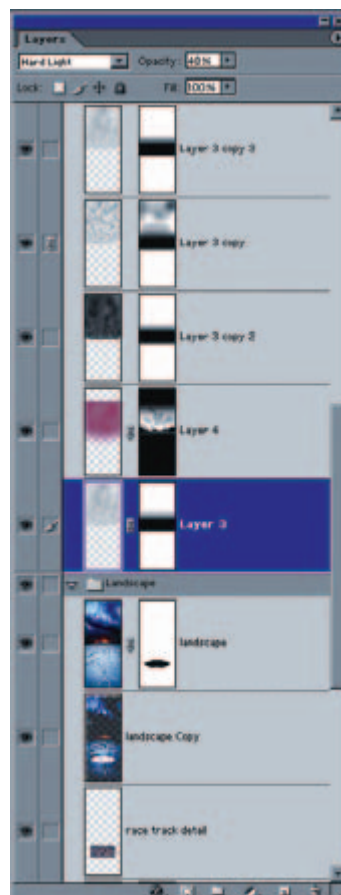 Layers
Hard Light Opacity: 48%
Lock: Fill: 100%
Layer 3 copy 3
Layer 3 copy
Layer 3 copy 2
Layer 4
Layer 3
Landscape
landscape
landscape Copy
race track detail